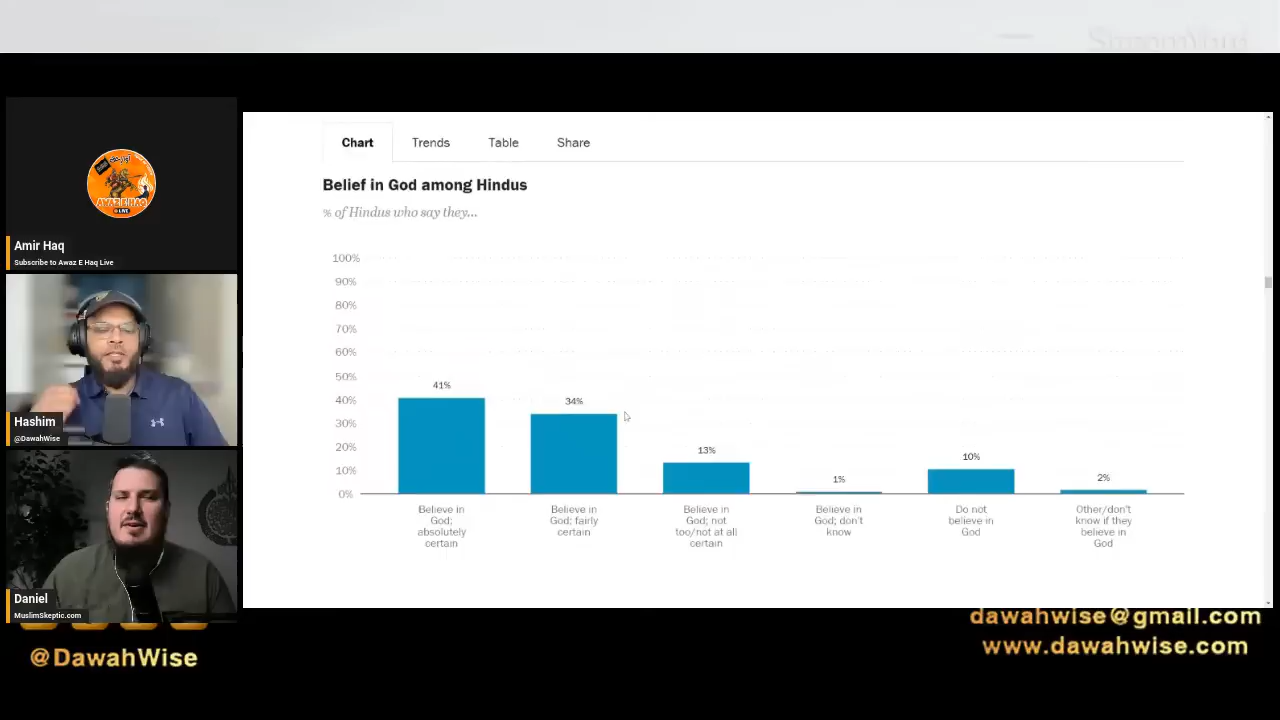 AWAZ E HAQ
LIVE
Amir Haq
Subscribe to Awaz E Haq Live
Hashim
@DawahWise
Daniel
MuslimSkeptic.com
Chart
Trends
Table
Share
Belief in God among Hindus
% of Hindus who say they...
100%
90%
80%
70%
60%
50%
40%
30%
20%
10%
0%
41%
34%
13%
1%
10%
2%
Believe in
God;
absolutely
certain
Believe in
God; fairly
certain
Believe in
God; not
too/not at all
certain
Believe in
God; don't
know
Do not
believe in
God
Other/don't
know if they
believe in
God
dawahwise@gmail.com
www.dawahwise.com
@DawahWise